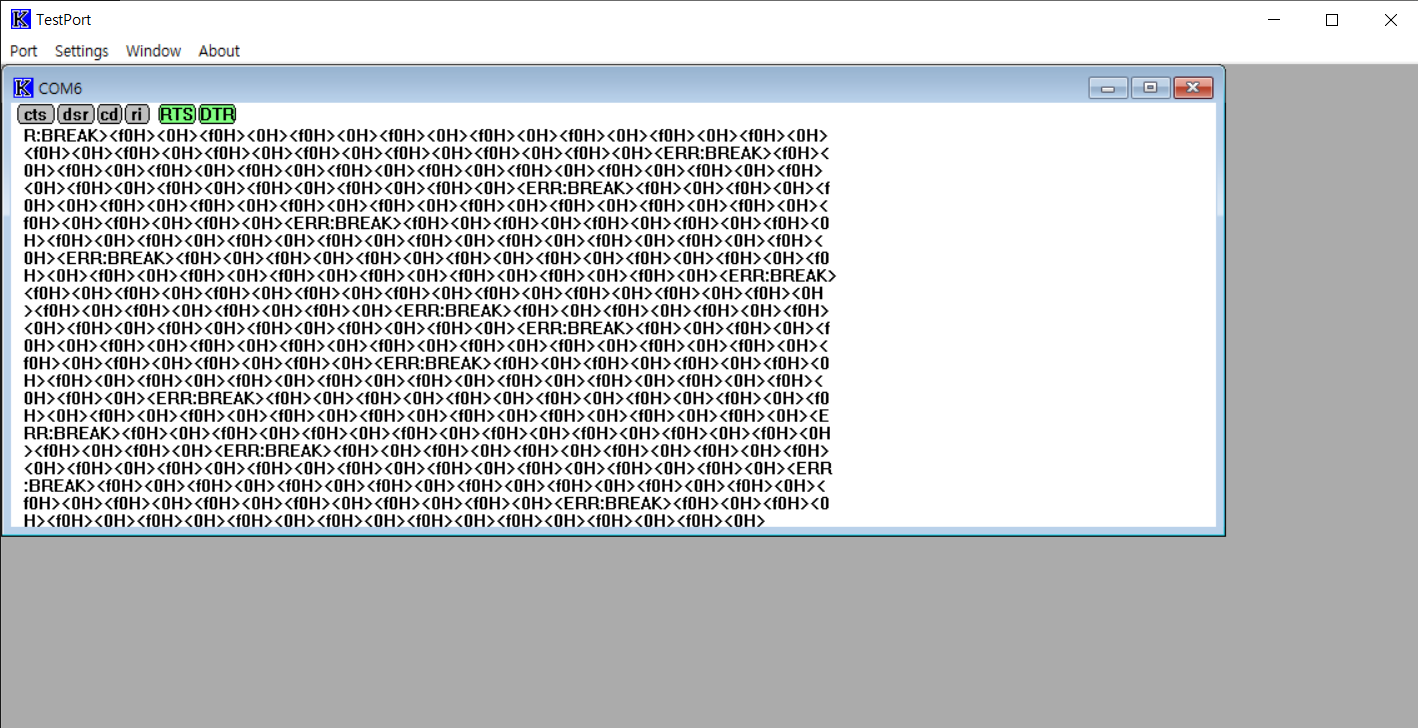 TestPort
Port Settings Window About
COM6
cts dsr cd ri RTS DTR
R:BREAK><f0H><0H><f0H><0H><f0H><0H><f0H><0H><f0H><0H><f0H><0H><f0H><0H><f0H><0H>
<f0H><0H><f0H><0H><f0H><0H><f0H><0H><f0H><0H><f0H><0H><f0H><0H><ERR:BREAK><f0H><
0H><f0H><0H><f0H><0H><f0H><0H><f0H><0H><f0H><0H><f0H><0H><f0H><0H><f0H>
<0H><f0H><0H><f0H><0H><f0H><0H><f0H><0H><f0H><0H><ERR:BREAK><f0H><0H><f0H><0H><f
0H><0H><f0H><0H><f0H><0H><f0H><0H><f0H><0H><f0H><0H><f0H><0H><f0H><0H><f0H><0H><
f0H><0H><f0H><0H><f0H><0H><ERR:BREAK><f0H><0H><f0H><0H><f0H><0H><f0H><0H><f0H><0
H><f0H><0H><f0H><0H><f0H><0H><f0H><0H><f0H><0H><f0H><0H><f0H><0H><f0H><
0H><ERR:BREAK><f0H><0H><f0H><0H><f0H><0H><f0H><0H><f0H><0H><f0H><0H><f0H><0H><f0
H><0H><f0H><0H><f0H><0H><f0H><0H><f0H><0H><f0H><0H><f0H><0H><f0H><0H><ERR:BREAK>
<f0H><0H><f0H><0H><f0H><0H><f0H><0H><f0H><0H><f0H><0H><f0H><0H><f0H><0H><f0H><0H
><f0H><0H><f0H><0H><f0H><0H><f0H><0H><ERR:BREAK><f0H><0H><f0H><0H><f0H><0H><f0H>
<0H><f0H><0H><f0H><0H><f0H><0H><f0H><0H><f0H><0H><ERR:BREAK><f0H><0H><f0H><0H><f
0H><0H><f0H><0H><f0H><0H><f0H><0H><f0H><0H><f0H><0H><f0H><0H><f0H><0H><f0H><0H><
f0H><0H><f0H><0H><f0H><0H><f0H><0H><ERR:BREAK><f0H><0H><f0H><0H><f0H><0H><f0H><0
H><f0H><0H><f0H><0H><f0H><0H><f0H><0H><f0H><0H><f0H><0H><f0H><0H><f0H><
0H><f0H><0H><ERR:BREAK><f0H><0H><f0H><0H><f0H><0H><f0H><0H><f0H><0H><f0H><0H><f0
H><0H><f0H><0H><f0H><0H><f0H><0H><f0H><0H><f0H><0H><f0H><0H><f0H><0H><f0H><0H><E
RR:BREAK><f0H><0H><f0H><0H><f0H><0H><f0H><0H><f0H><0H><f0H><0H><f0H><0H><f0H><0H
><f0H><0H><f0H><0H><ERR:BREAK><f0H><0H><f0H><0H><f0H><0H><f0H><0H><f0H><0H><f0H>
<0H><f0H><0H><f0H><0H><f0H><0H><f0H><0H><f0H><0H><f0H><0H><f0H><0H><f0H><0H><ERR
:BREAK><f0H><0H><f0H><0H><f0H><0H><f0H><0H><f0H><0H><f0H><0H><f0H><0H><f0H><0H><
f0H><0H><f0H><0H><f0H><0H><f0H><0H><f0H><0H><f0H><0H><ERR:BREAK><f0H><0H><f0H><0
H><f0H><0H><f0H><0H><f0H><0H><f0H><0H><f0H><0H><f0H><0H><f0H><0H><f0H><0H>